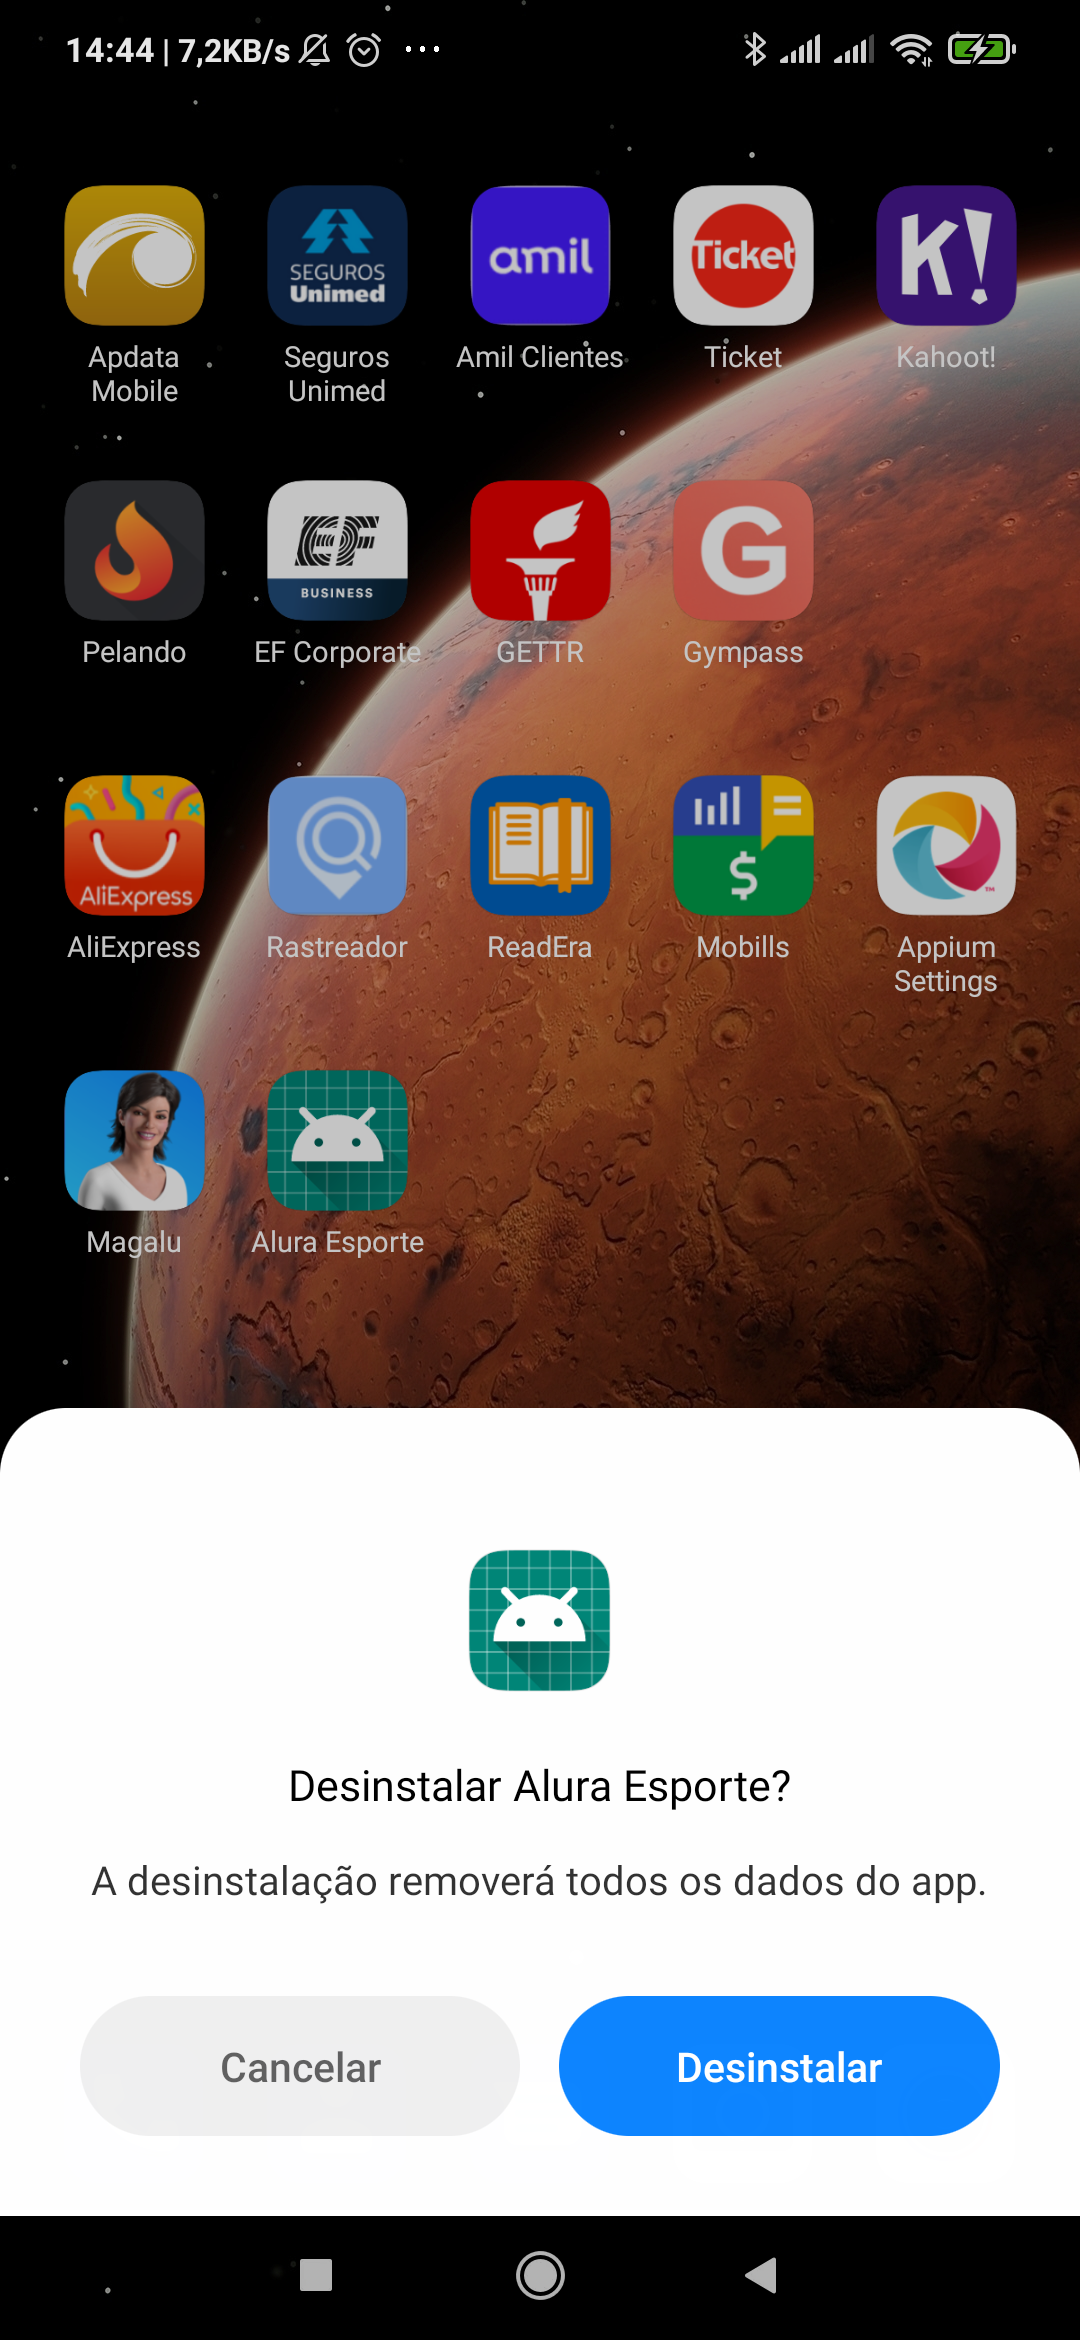 14:44 | 7,2KB/s
SEGUROS
Unimed
amil
Ticket
K!
Apdata
Mobile
Seguros
Unimed
Amil Clientes
Ticket
Kahoot!
EF
BUSINESS
G
Pelando
EF Corporate
GETTR
Gympass
AliExpress
$
TM
AliExpress
Rastreador
ReadEra
Mobills
Appium
Settings
Magalu
Alura Esporte
Desinstalar Alura Esporte?
A desinstalação removerá todos os dados do app.
Cancelar
Desinstalar